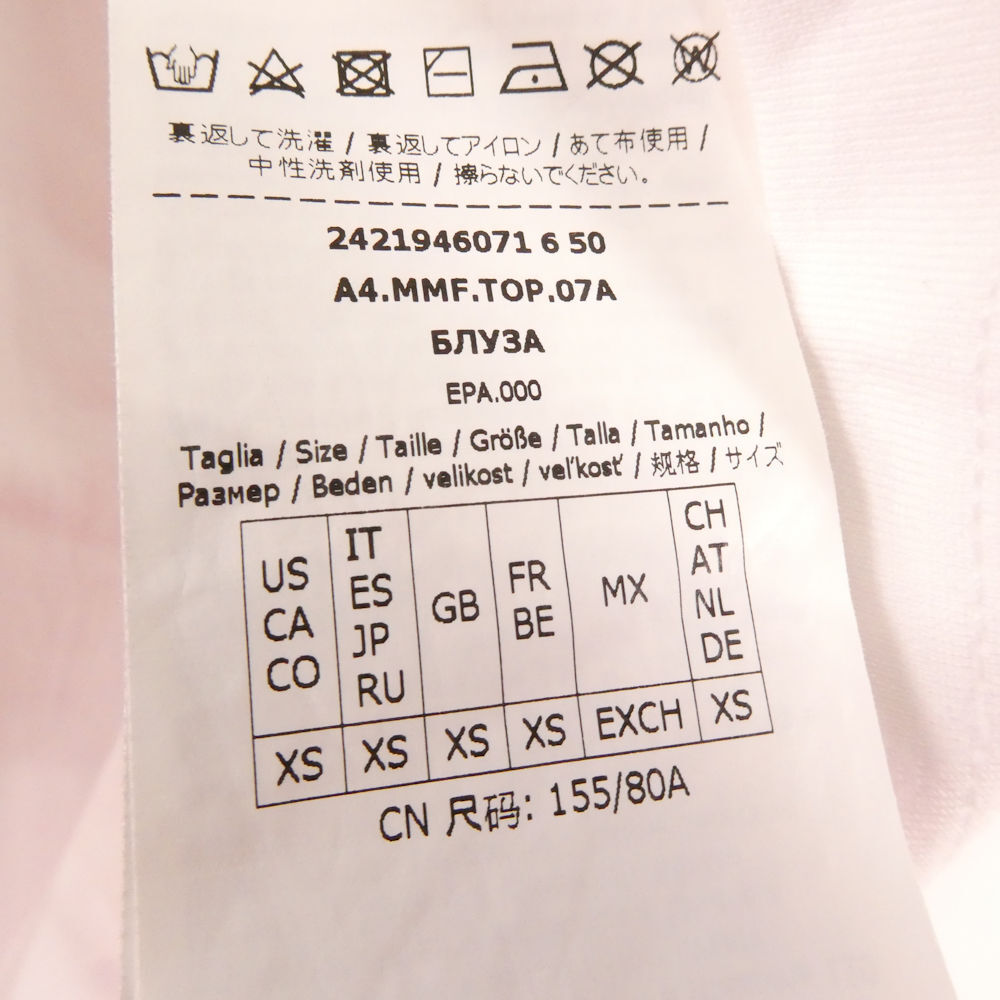 裏返して洗濯 / 裏返してアイロン / あて布使用 /
中性洗剤使用 / 擦らないでください。
2421946071 6 50
A4.MMF.TOP.07A
БЛУЗА
EPA.000
Taglia / Size / Taille / Größe / Talla / Tamanho /
Размер / Beden / velikost / veľkosť / 规格 / サイズ
US CA CO
IT ES JP RU
GB
FR BE
MX
CH AT NL DE
XS XS XS XS EXCH XS
CN 尺码: 155/80A